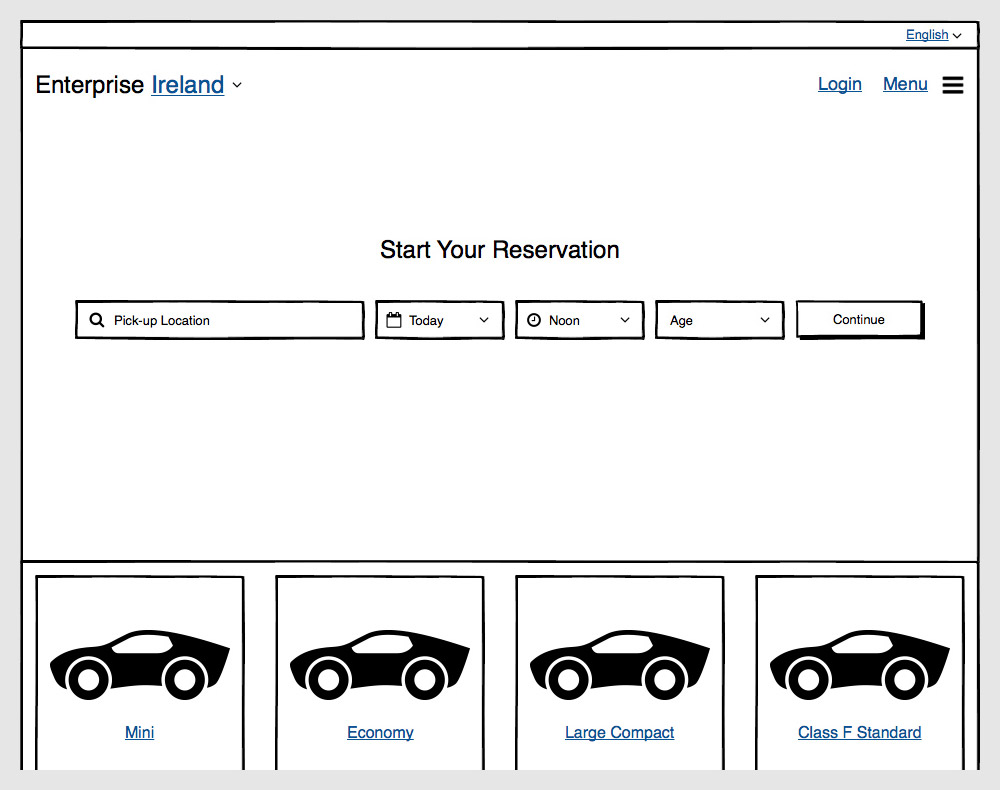 English
Enterprise Ireland
Login Menu
Start Your Reservation
Pick-up Location Today Noon Age Continue
Mini Economy Large Compact Class F Standard